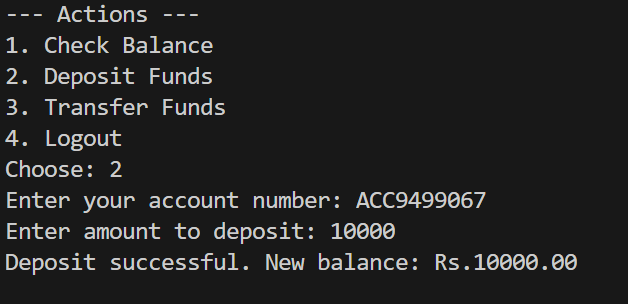 --- Actions ---
1. Check Balance
2. Deposit Funds
3. Transfer Funds
4. Logout
Choose: 2
Enter your account number: ACC9499067
Enter amount to deposit: 10000
Deposit successful. New balance: Rs.10000.00